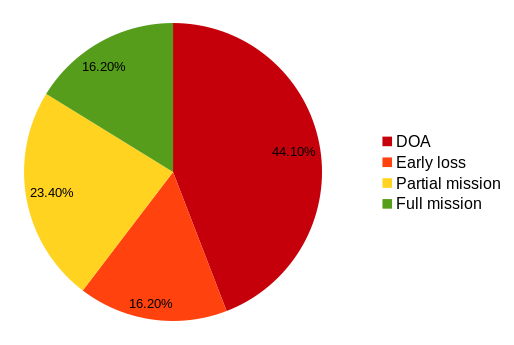 16.20%
44.10%
23.40%
16.20%
DOA
Early loss
Partial mission
Full mission